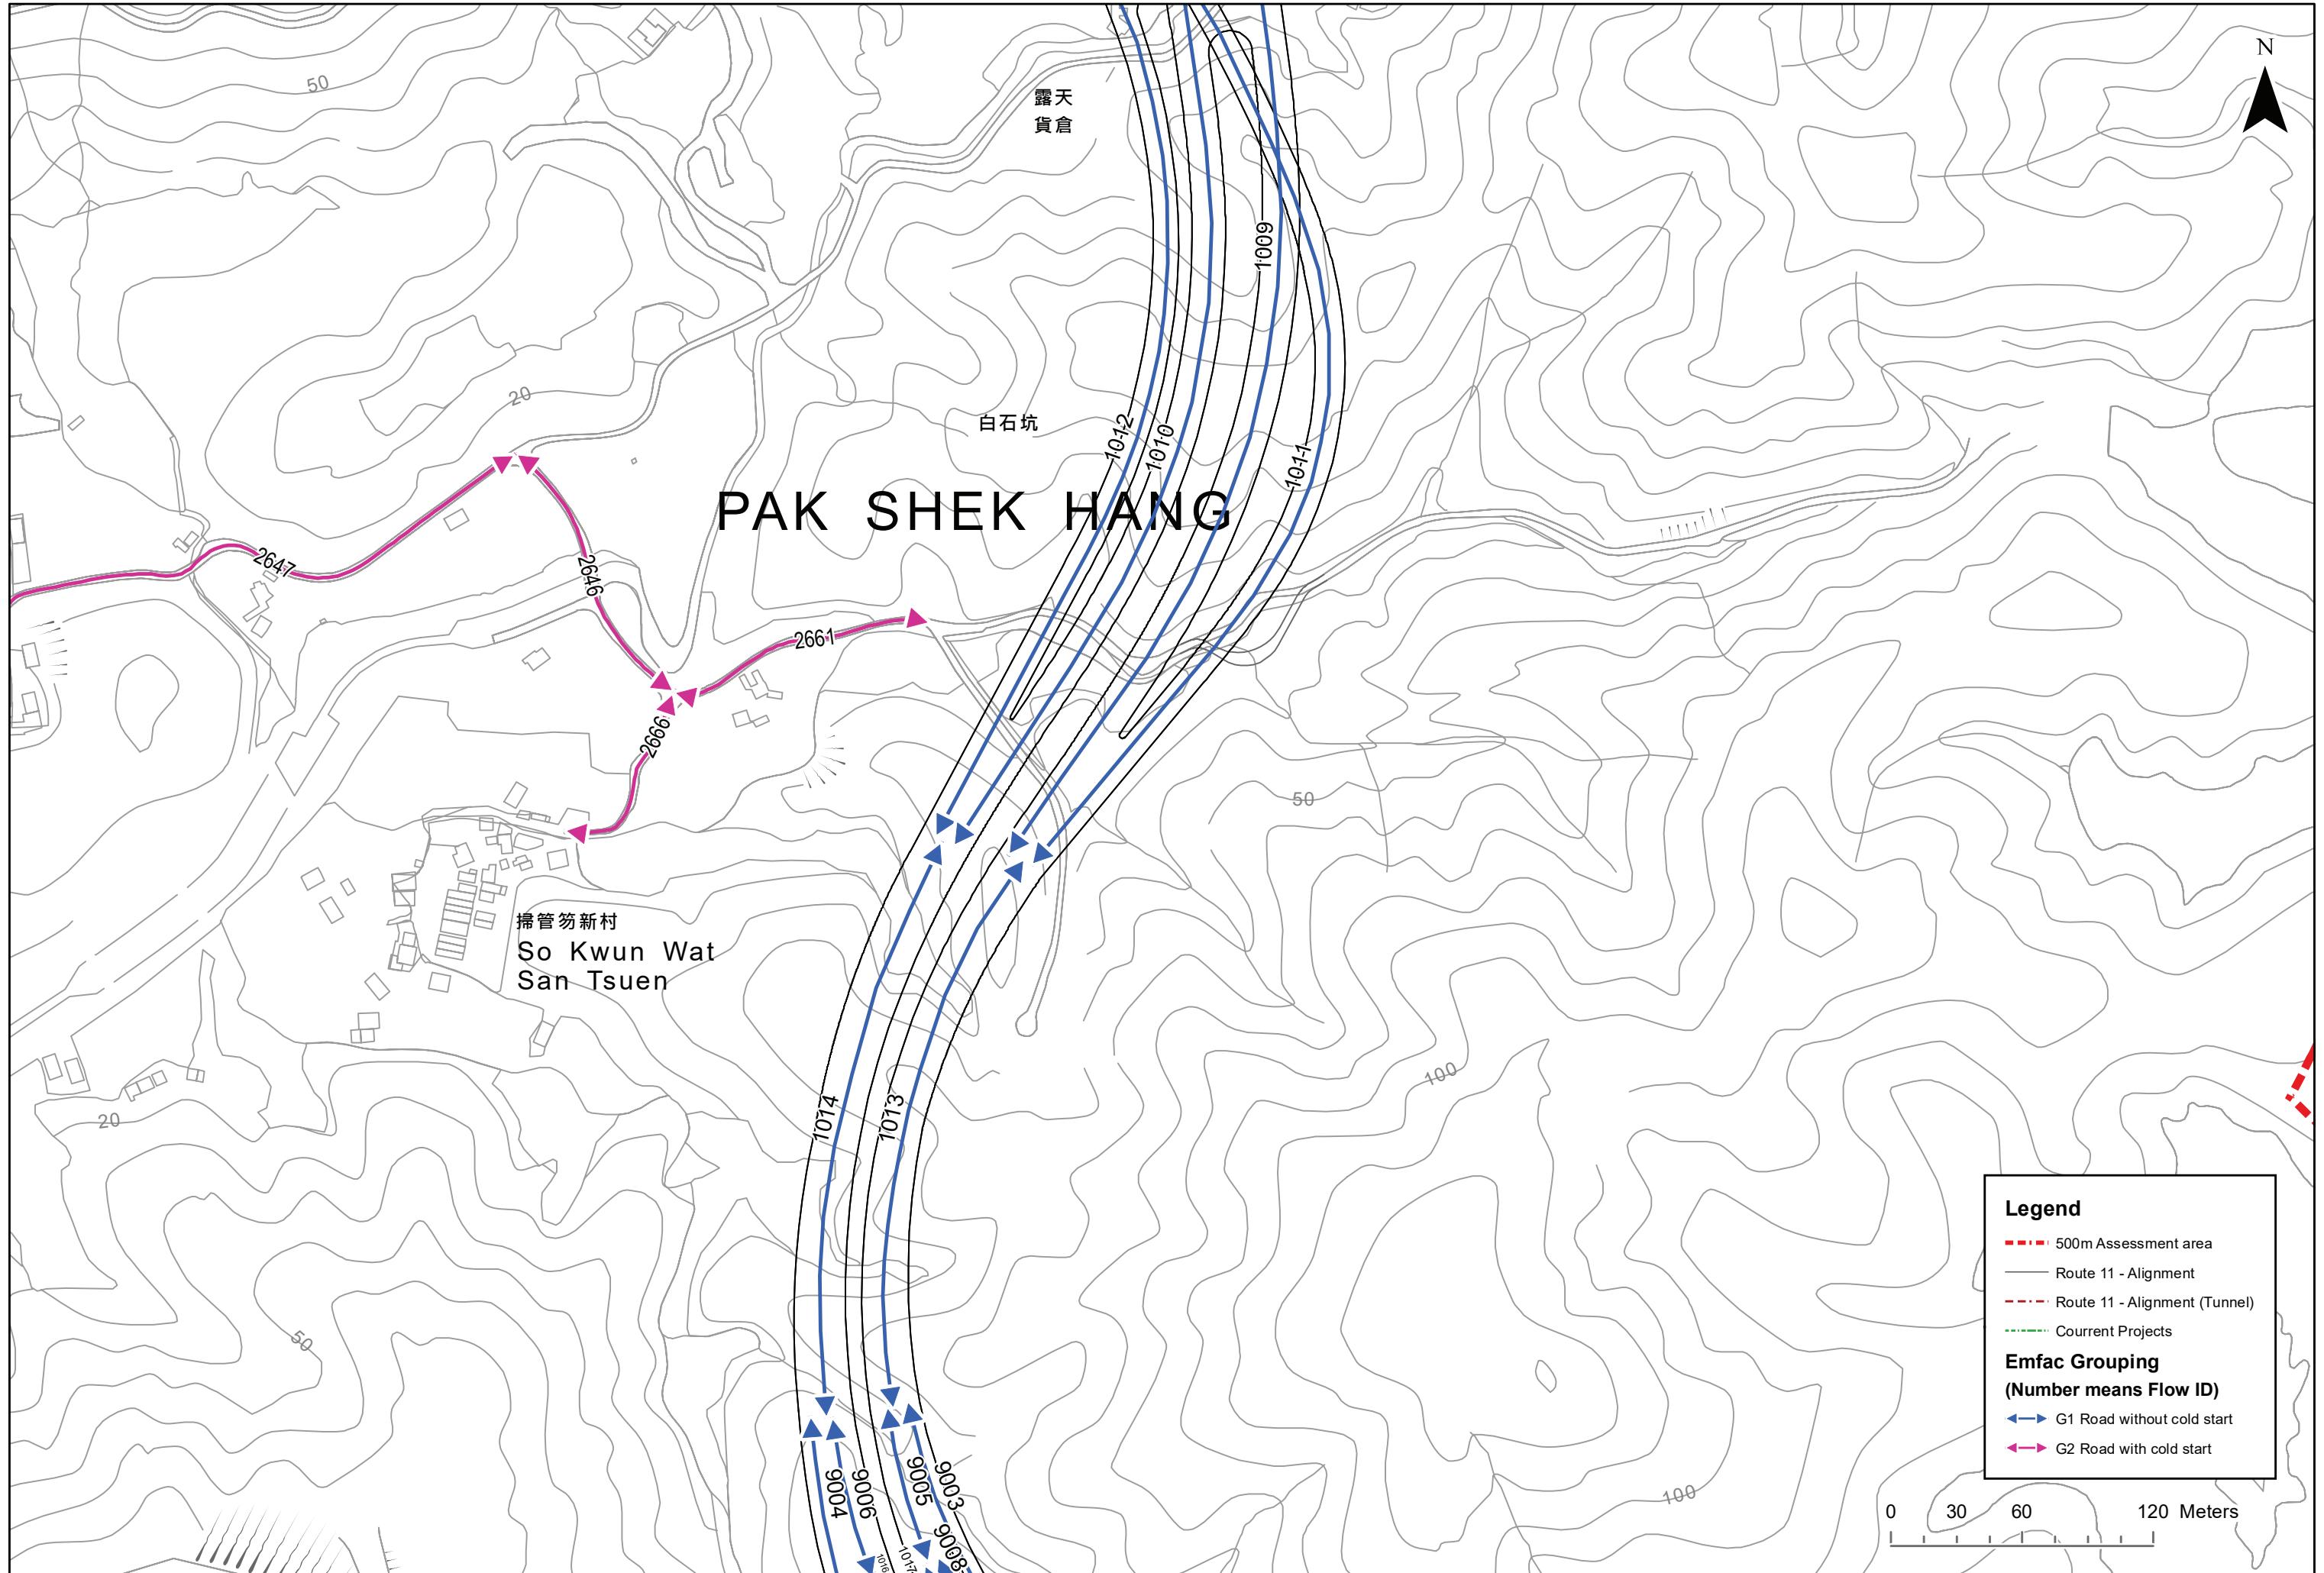 N
50
露天
貨倉
1009
20
白石坑
1012
1010
1011
PAK SHEK HANG
2647
2646
2661
2666
50
掃管笏新村
So Kwun Wat
San Tsuen
100
20
1014
1013
50
100
9004
9006
9005
9003
9008
1016
1017
Legend
500m Assessment area
Route 11 - Alignment
Route 11 - Alignment (Tunnel)
Courrent Projects
Emfac Grouping
(Number means Flow ID)
G1 Road without cold start
G2 Road with cold start
0 30 60 120 Meters